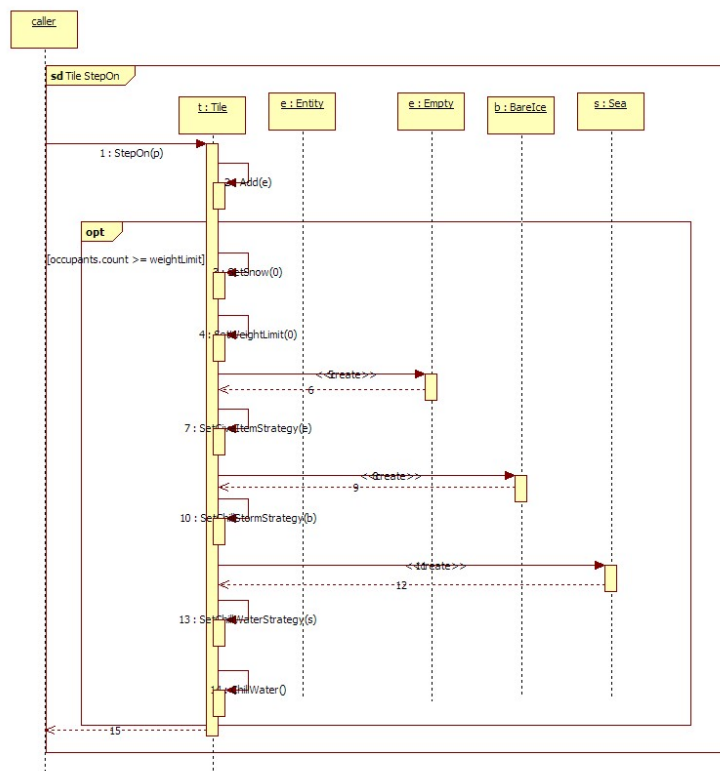 caller
sd Tile StepOn
t : Tile
e : Entity
e : Empty
b : BareIce
s : Sea
1 : StepOn(p)
Add(e)
opt
[occupants.count >= weightLimit]
(0)
4 :
WeightLimit(0)
<<create>>
6
7 :
ItemStrategy(e)
<<create>>
9
10 :
StormStrategy(b)
<<create>>
12
13 :
WaterStrategy(s)
Water()
15